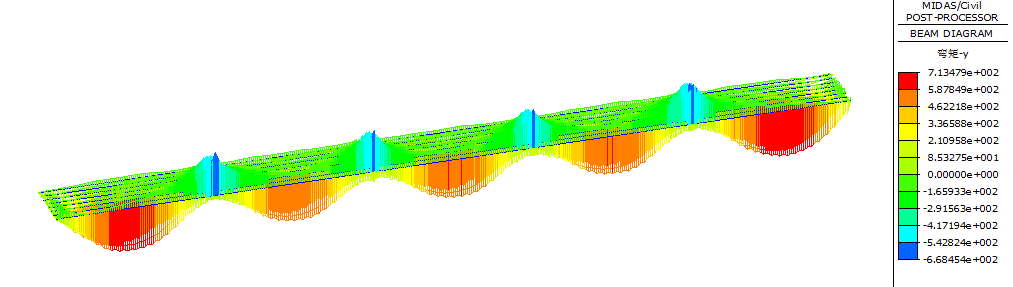 MIDAS/Civil
POST-PROCESSOR
BEAM DIAGRAM
弯矩-y
7.13479e+002
5.87849e+002
4.62218e+002
3.36588e+002
2.10958e+002
8.53275e+001
0.00000e+000
-1.65933e+002
-2.91563e+002
-4.17194e+002
-5.42824e+002
-6.68454e+002